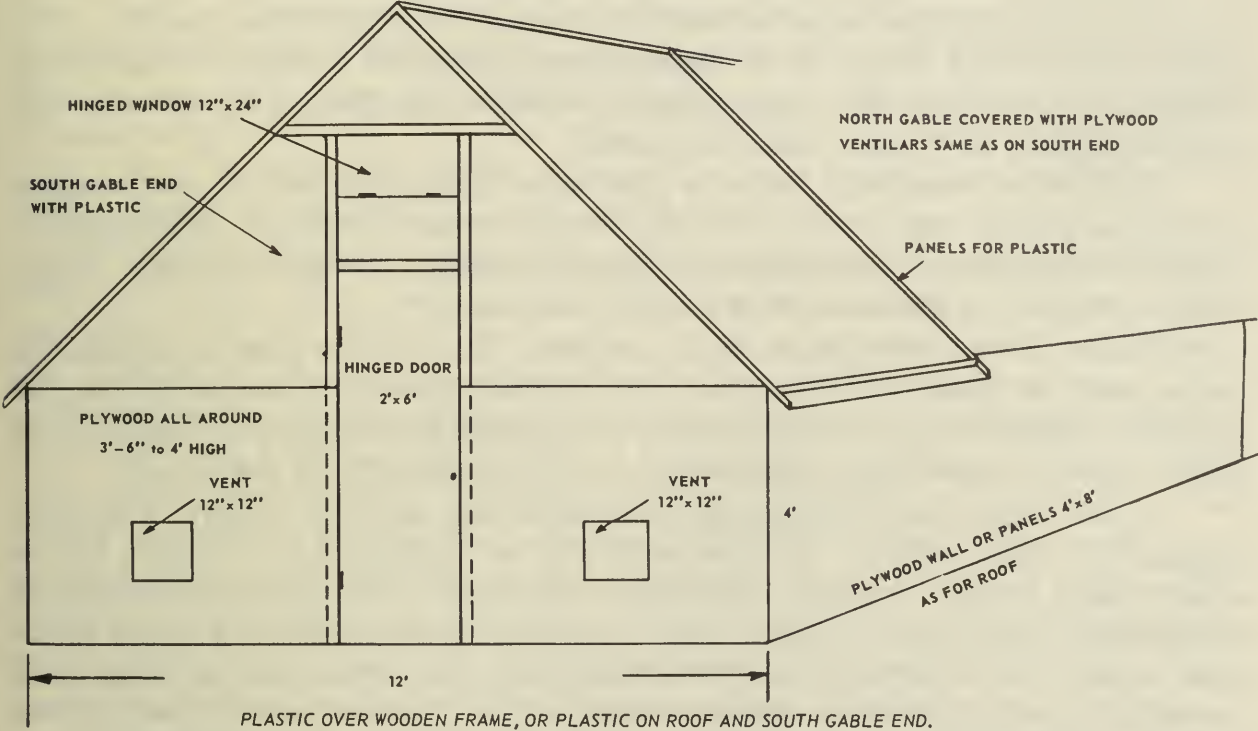 HINGED WINDOW 12"x 24"
NORTH GABLE COVERED WITH PLYWOOD
VENTILARS SAME AS ON SOUTH END
SOUTH GABLE END
WITH PLASTIC
PANELS FOR PLASTIC
HINGED DOOR
2'x 6'
PLYWOOD ALL AROUND
3'–6" to 4' HIGH
VENT
12"x 12"
VENT
12"x 12"
4'
PLYWOOD WALL OR PANELS 4'x 8'
AS FOR ROOF
12'
PLASTIC OVER WOODEN FRAME, OR PLASTIC ON ROOF AND SOUTH GABLE END.